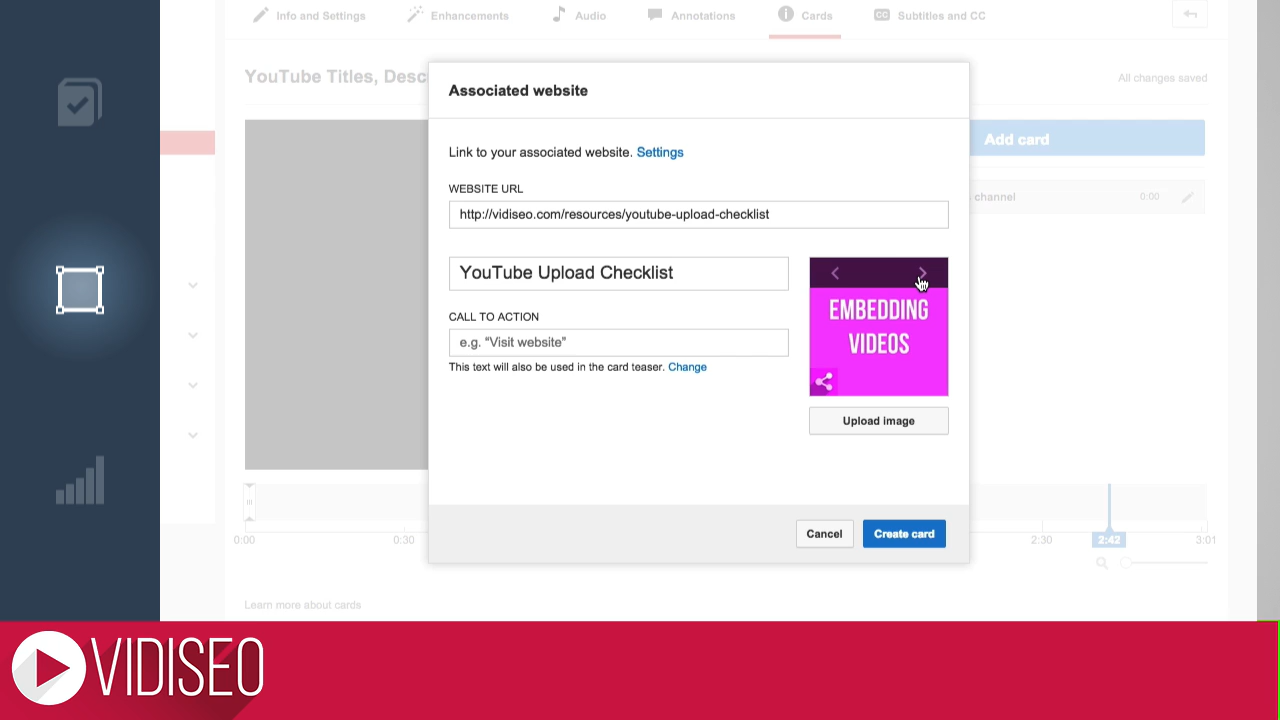 Info and Settings
Enhancements
Audio
Annotations
Cards
CC
Subtitles and CC
YouTube Titles, Desc
All changes saved
Associated website
Add card
Link to your associated website. Settings
WEBSITE URL
channel
0:00
http://vidiseo.com/resources/youtube-upload-checklist
YouTube Upload Checklist
EMBEDDING
VIDEOS
CALL TO ACTION
e.g. “Visit website”
This text will also be used in the card teaser. Change
Upload image
Cancel
Create card
0:00
0:30
2:30
2:42
3:01
Learn more about cards
VIDISEO